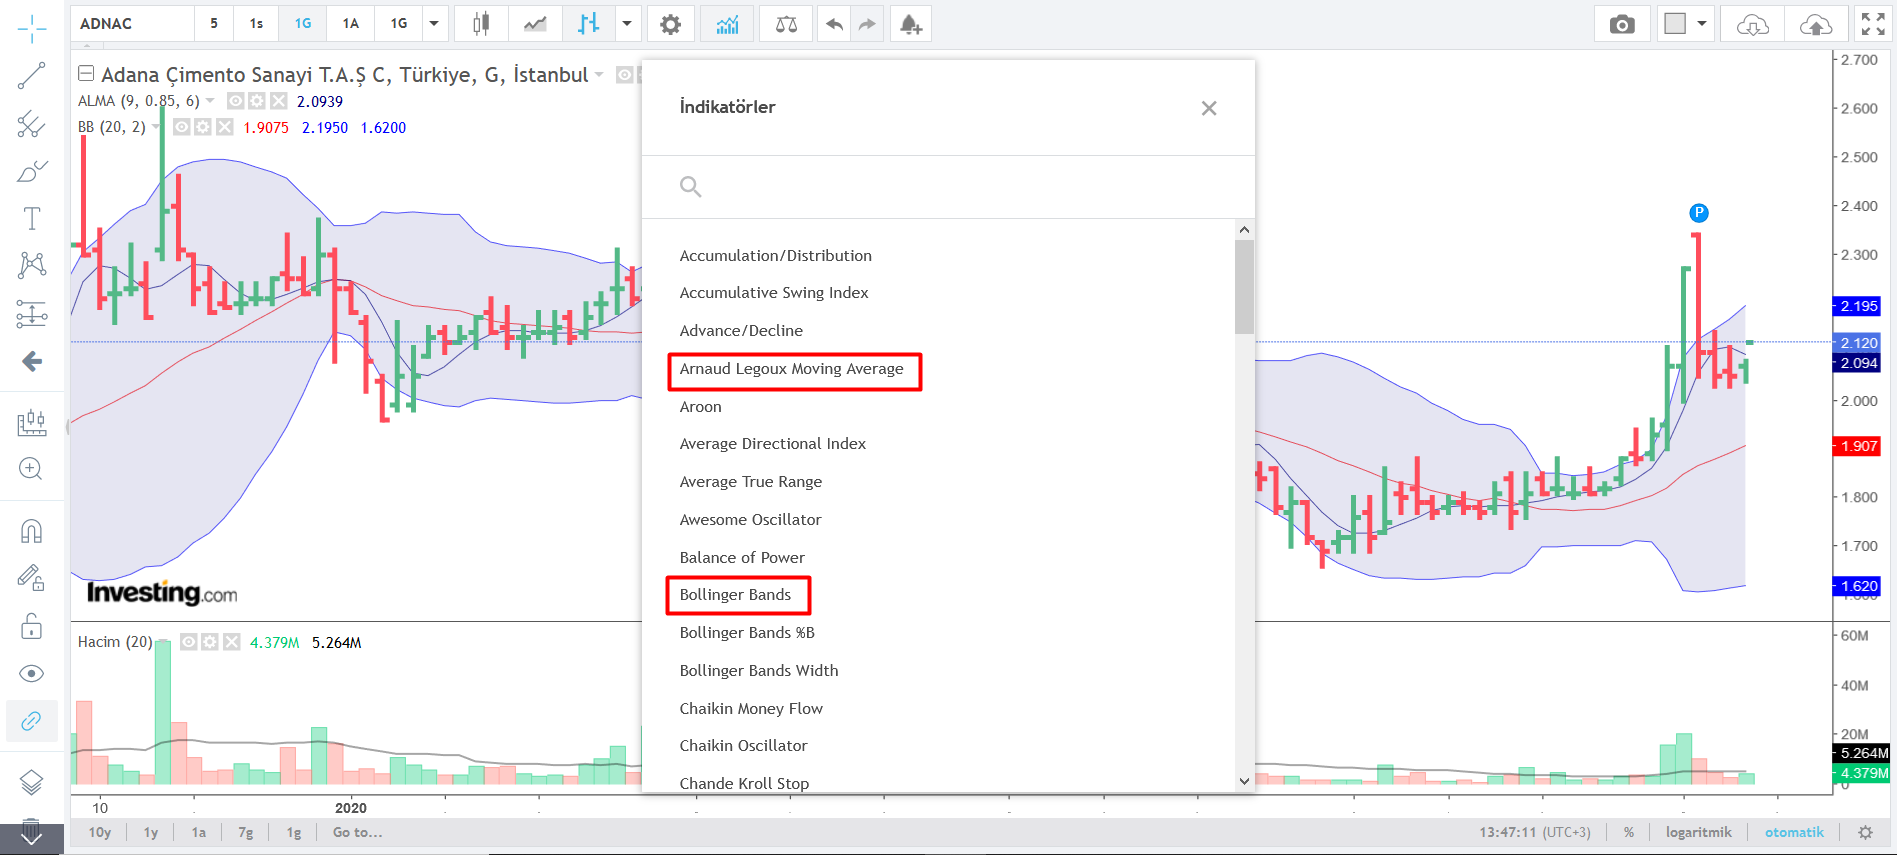 ADNAC 5 1s 1G 1A 1G
Adana Çimento Sanayi T.A.Ş C, Türkiye, G, İstanbul
ALMA (9, 0.85, 6) 2.0939
BB (20, 2) 1.9075 2.1950 1.6200
İndikatörler
Accumulation/Distribution
Accumulative Swing Index
Advance/Decline
Arnaud Legoux Moving Average
Aroon
Average Directional Index
Average True Range
Awesome Oscillator
Balance of Power
Bollinger Bands
Bollinger Bands %B
Bollinger Bands Width
Chaikin Money Flow
Chaikin Oscillator
Chande Kroll Stop
P
2.700
2.600
2.500
2.400
2.300
2.195
2.120
2.094
2.000
1.907
1.800
1.700
1.620
Investing.com
Hacim (20) 4.379M 5.264M
60M
40M
20M
5.264M
4.379M
0
10 2020
10y 1y 1a 7g 1g Go to...
13:47:11 (UTC+3) % logaritmik otomatik